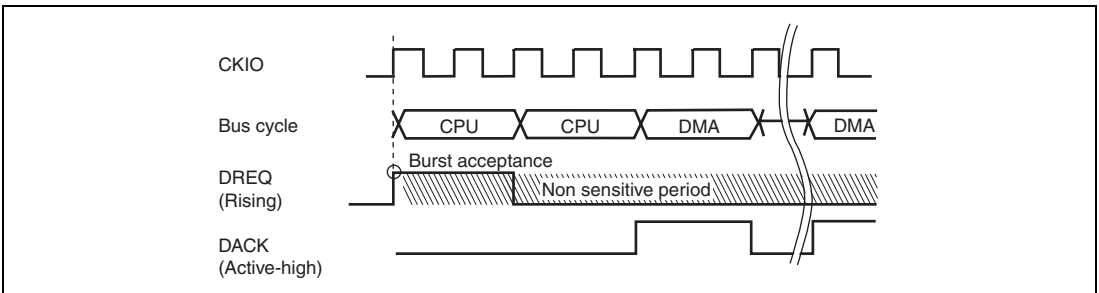 CKIO
Bus cycle
CPU
CPU
DMA
DMA
Burst acceptance
DREQ
(Rising)
Non sensitive period
DACK
(Active-high)